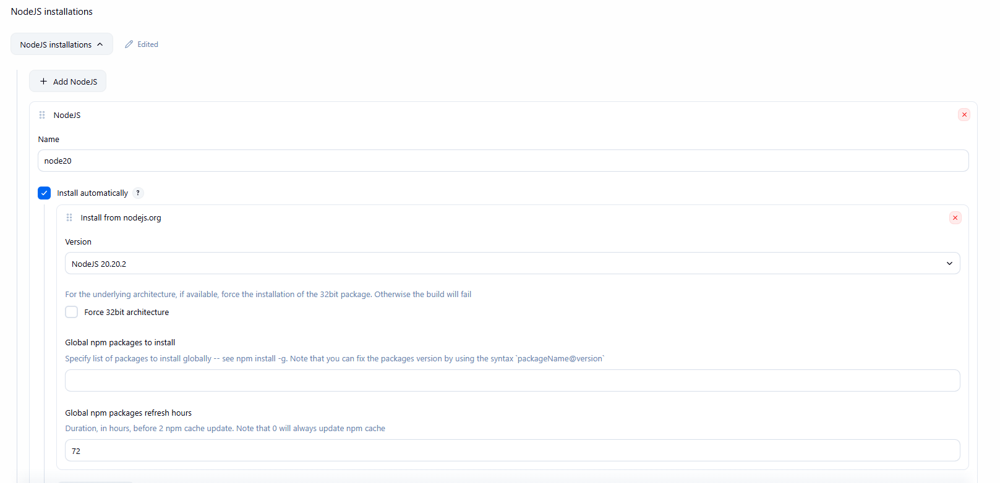 NodeJS installations
NodeJS installations
Edited
Add NodeJS
NodeJS
Name
node20
Install automatically ?
Install from nodejs.org
Version
NodeJS 20.20.2
For the underlying architecture, if available, force the installation of the 32bit package. Otherwise the build will fail
Force 32bit architecture
Global npm packages to install
Specify list of packages to install globally -- see npm install -g. Note that you can fix the packages version by using the syntax `packageName@version`
Global npm packages refresh hours
Duration, in hours, before 2 npm cache update. Note that 0 will always update npm cache
72